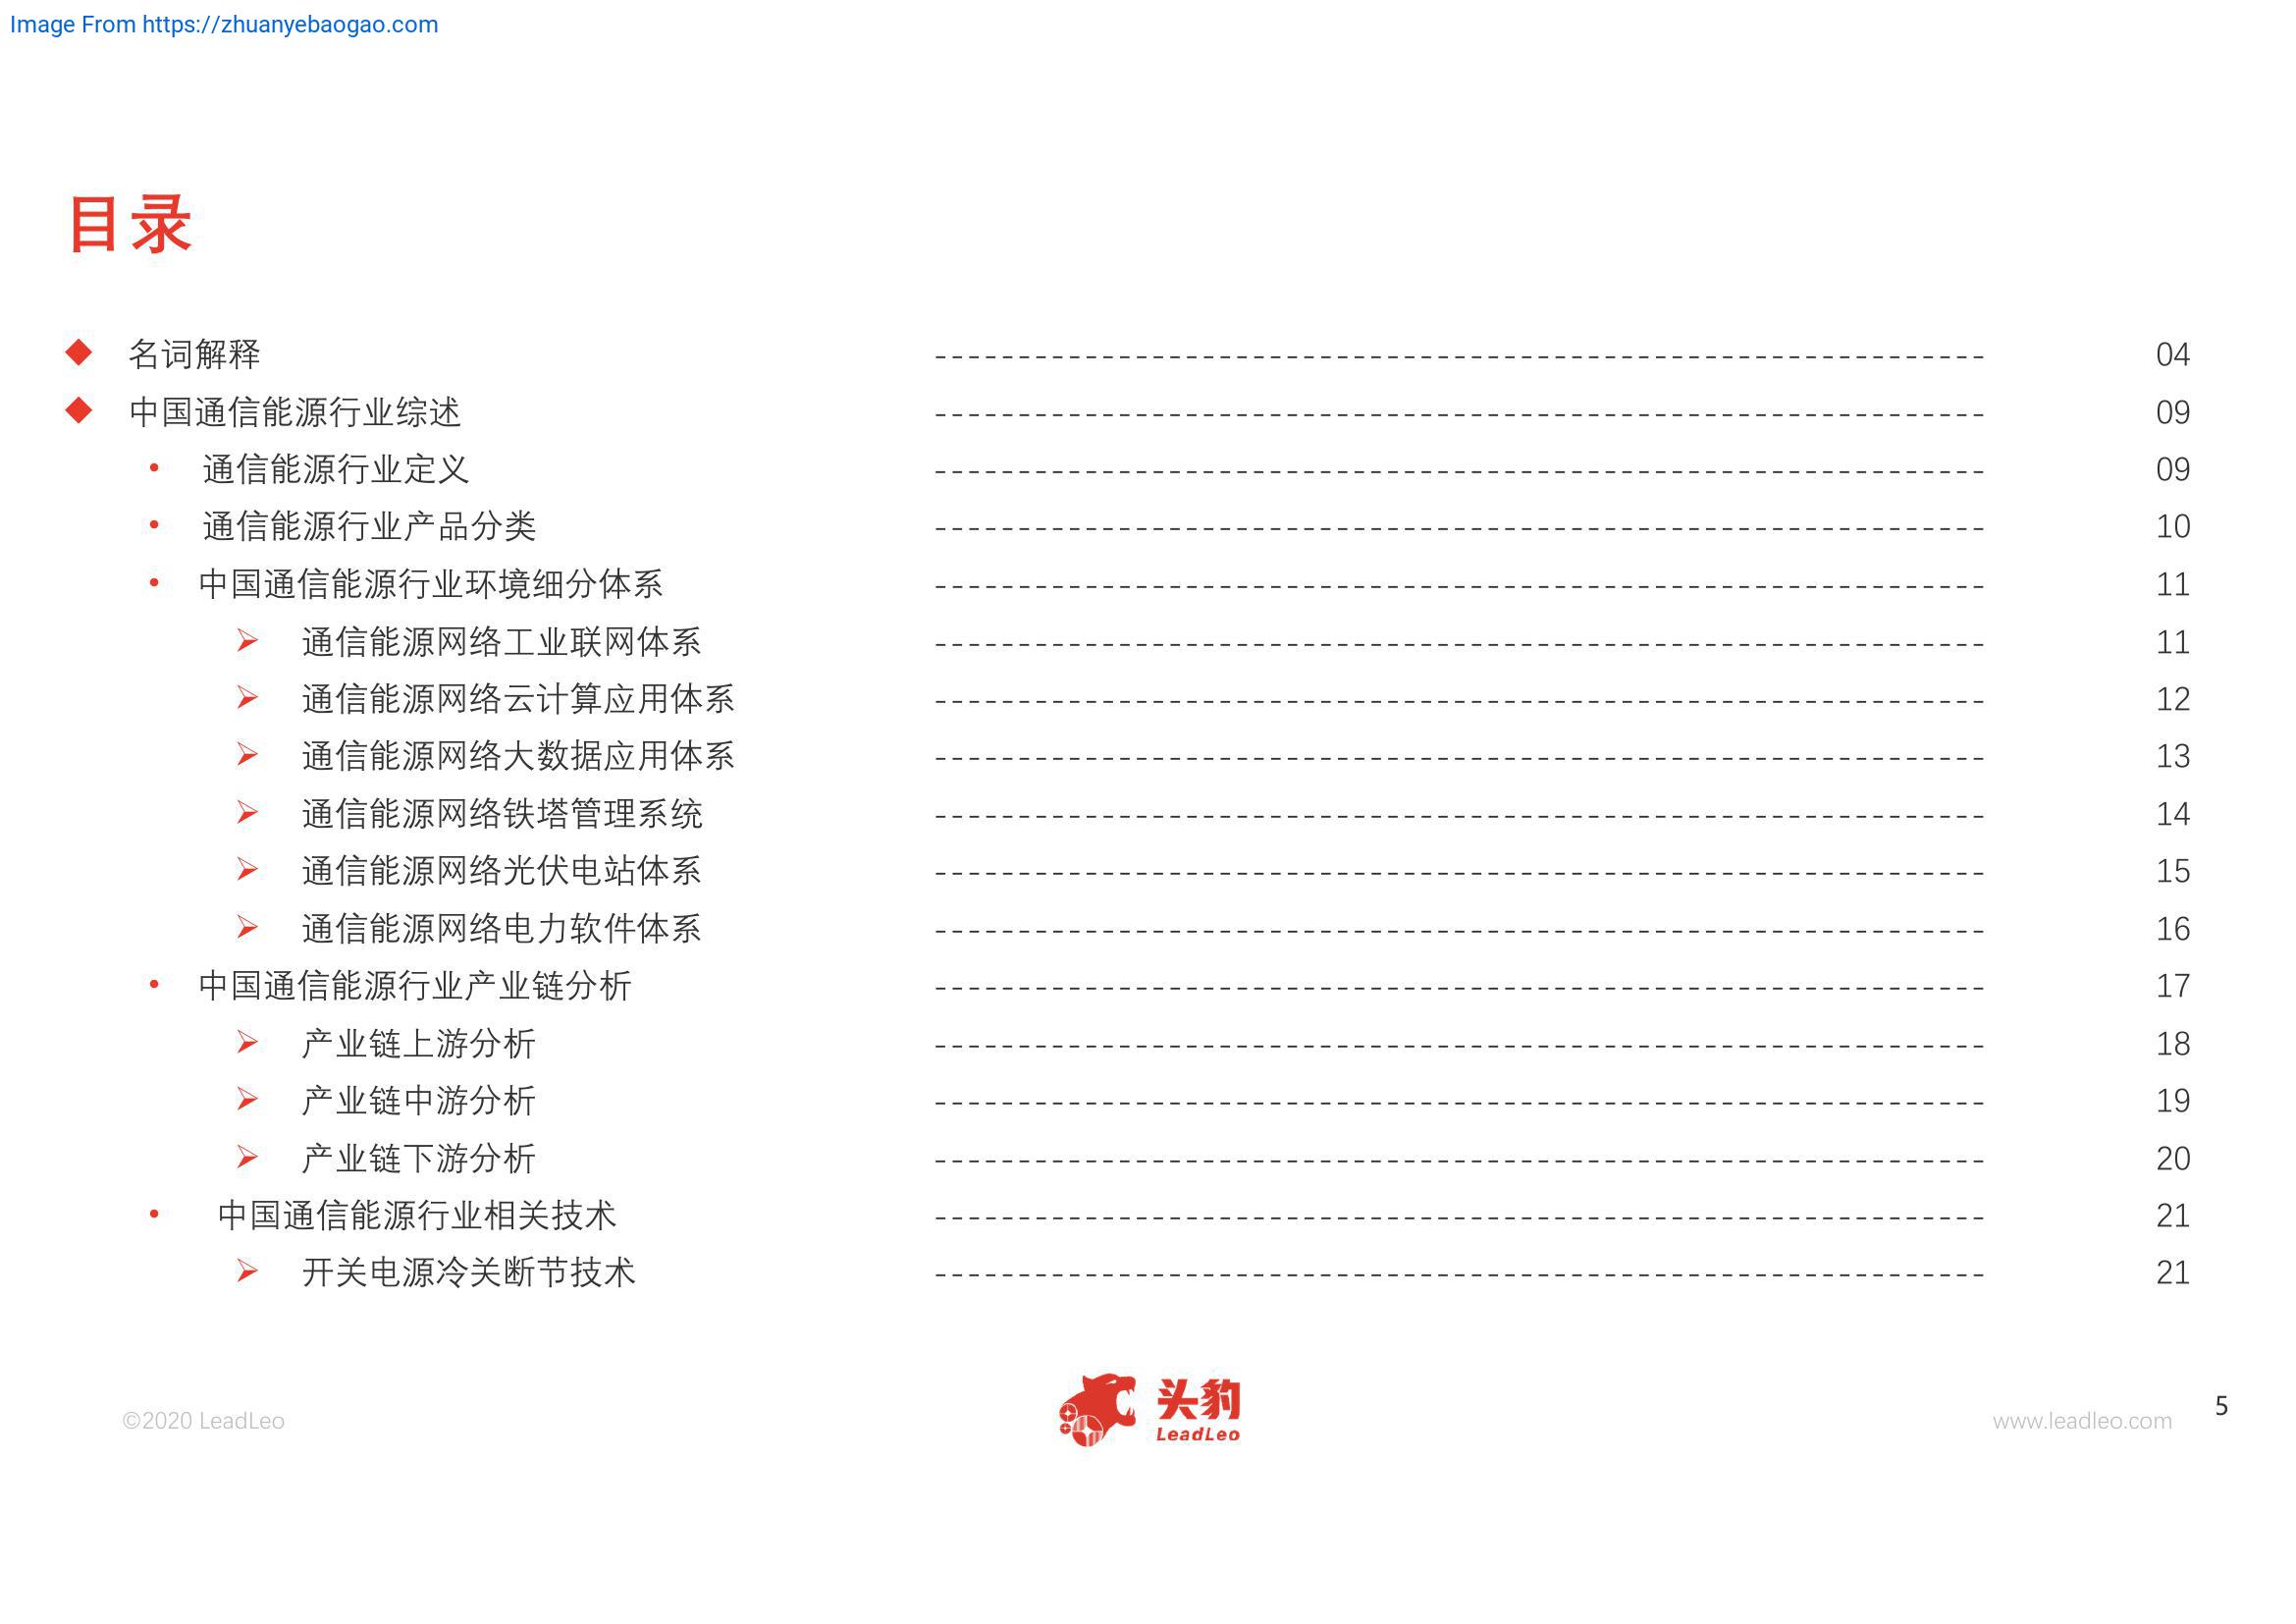 Image From https://zhuanyebaogao.com
目录
◆ 名词解释 ---------------------------------------------------------------- 04
◆ 中国通信能源行业综述 ---------------------------------------------------------------- 09
• 通信能源行业定义 ---------------------------------------------------------------- 09
• 通信能源行业产品分类 ---------------------------------------------------------------- 10
• 中国通信能源行业环境细分体系 ---------------------------------------------------------------- 11
➢ 通信能源网络工业联网体系 ---------------------------------------------------------------- 11
➢ 通信能源网络云计算应用体系 ---------------------------------------------------------------- 12
➢ 通信能源网络大数据应用体系 ---------------------------------------------------------------- 13
➢ 通信能源网络铁塔管理系统 ---------------------------------------------------------------- 14
➢ 通信能源网络光伏电站体系 ---------------------------------------------------------------- 15
➢ 通信能源网络电力软件体系 ---------------------------------------------------------------- 16
• 中国通信能源行业产业链分析 ---------------------------------------------------------------- 17
➢ 产业链上游分析 ---------------------------------------------------------------- 18
➢ 产业链中游分析 ---------------------------------------------------------------- 19
➢ 产业链下游分析 ---------------------------------------------------------------- 20
• 中国通信能源行业相关技术 ---------------------------------------------------------------- 21
➢ 开关电源冷关断节技术 ---------------------------------------------------------------- 21
©2020 LeadLeo
头豹
LeadLeo
www.leadleo.com
5